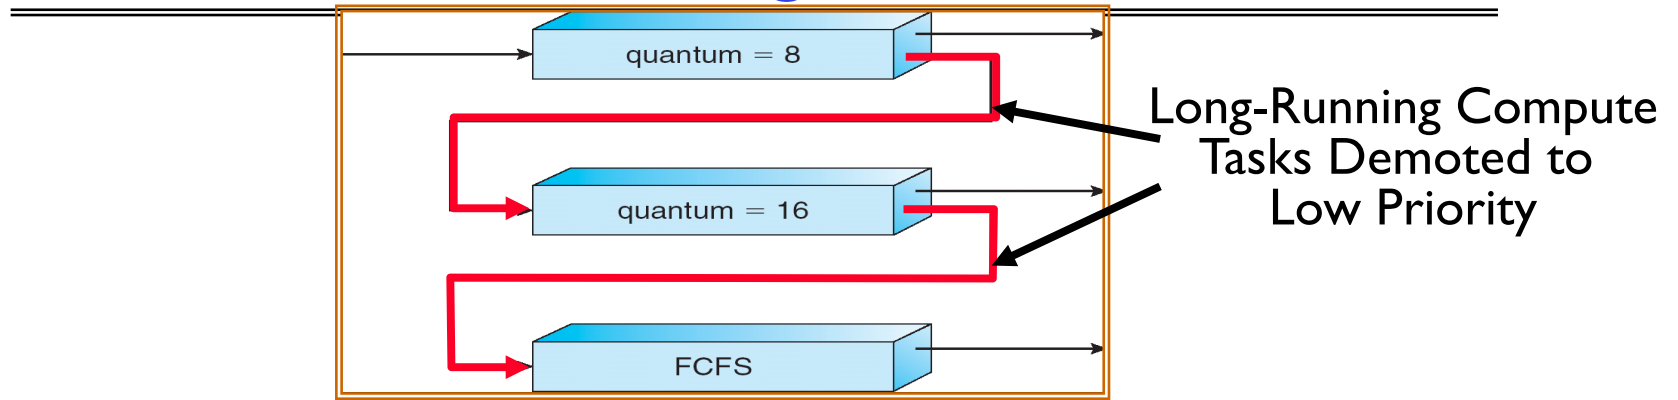 quantum = 8
Long-Running Compute
Tasks Demoted to
Low Priority
quantum = 16
FCFS